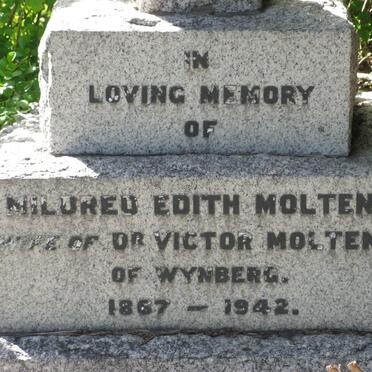 IN
LOVING MEMORY
OF
MILDRED EDITH MOLTEN
WIFE OF DR VICTOR MOLTEN
OF WYNBERG.
1867 — 1942.